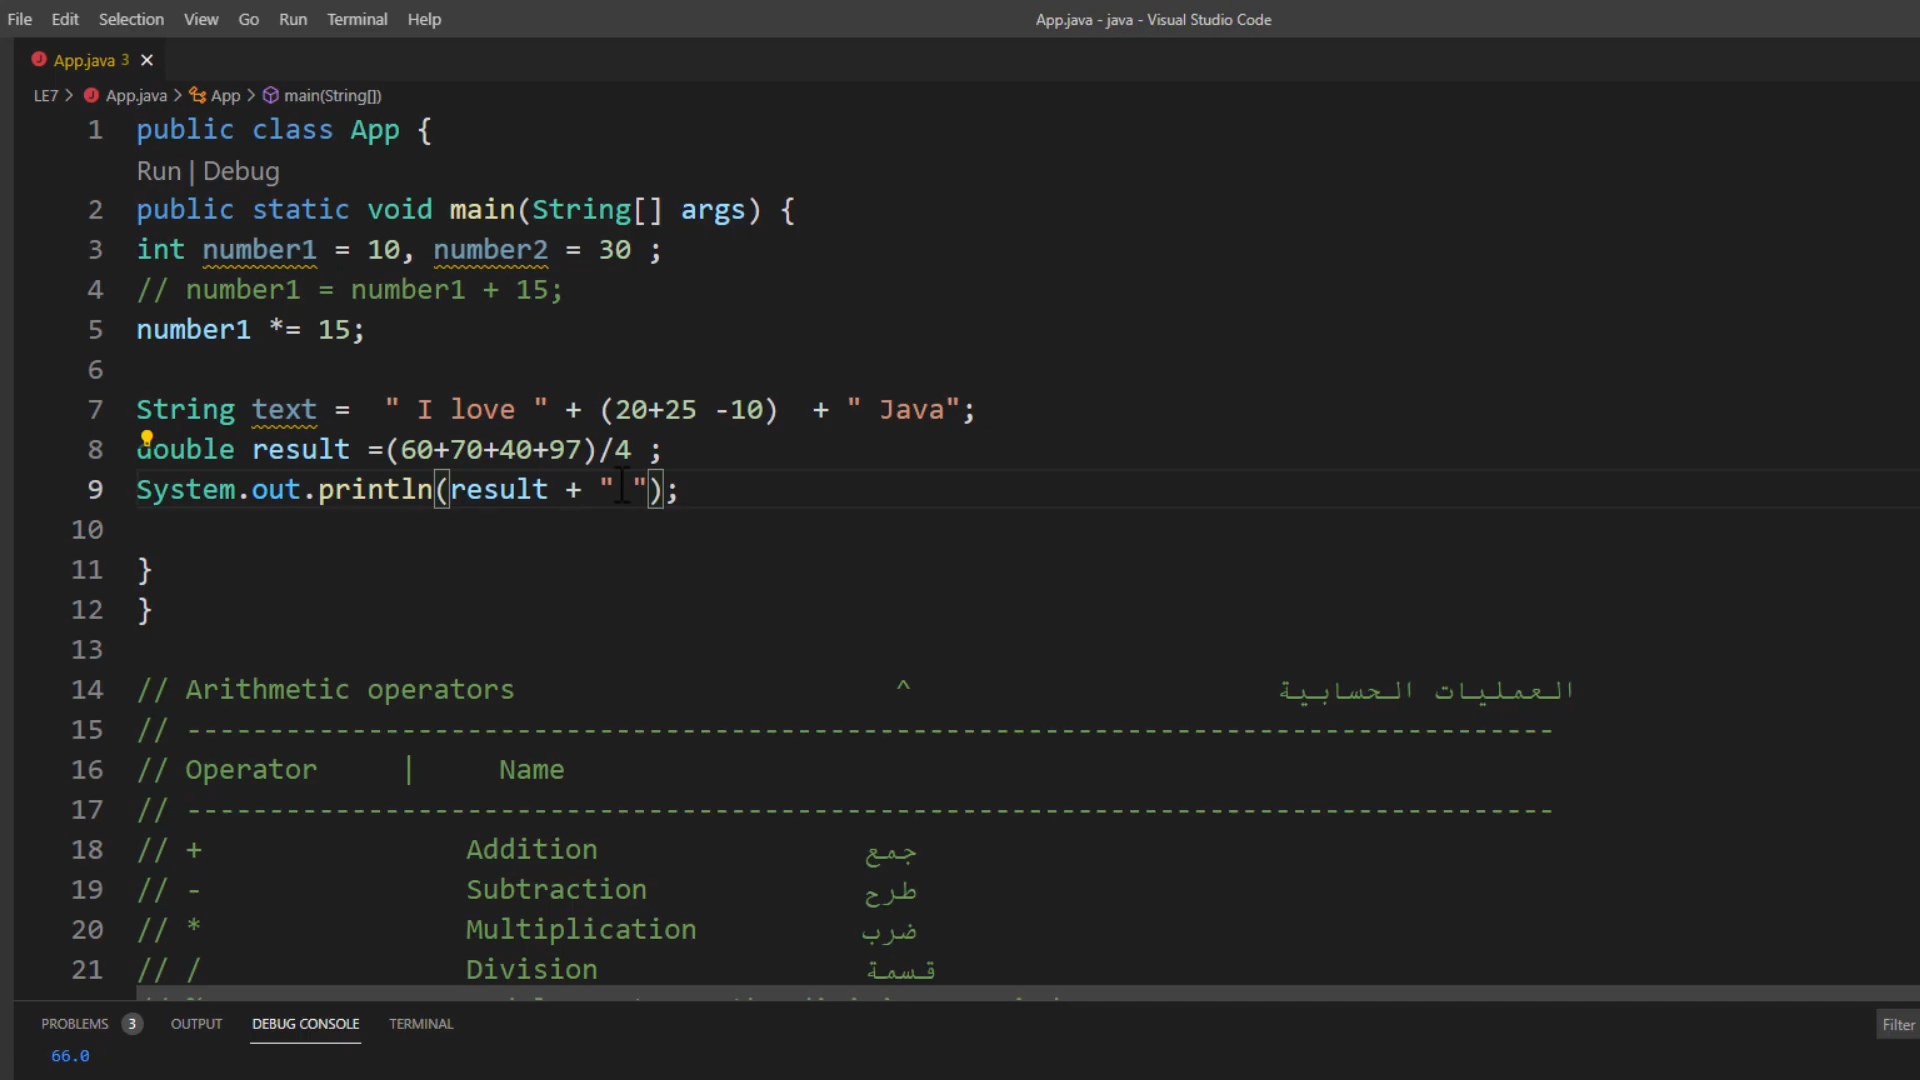 File Edit Selection View Go Run Terminal Help
App.java - java - Visual Studio Code
App.java 3
LE7 > App.java > App > main(String[])
1 public class App {
Run | Debug
2 public static void main(String[] args) {
3 int number1 = 10, number2 = 30 ;
4 // number1 = number1 + 15;
5 number1 *= 15;
6
7 String text =  " I love " + (20+25 -10)  + " Java";
8 double result =(60+70+40+97)/4 ;
9 System.out.println(result + " ");
10
11 }
12 }
13
14 // Arithmetic operators ^ العمليات الحسابية
15 // -----------------------------------------------------------------------------------
16 // Operator | Name
17 // -----------------------------------------------------------------------------------
18 // + Addition جمع
19 // - Subtraction طرح
20 // * Multiplication ضرب
21 // / Division قسمة
PROBLEMS 3 OUTPUT DEBUG CONSOLE TERMINAL Filter
66.0